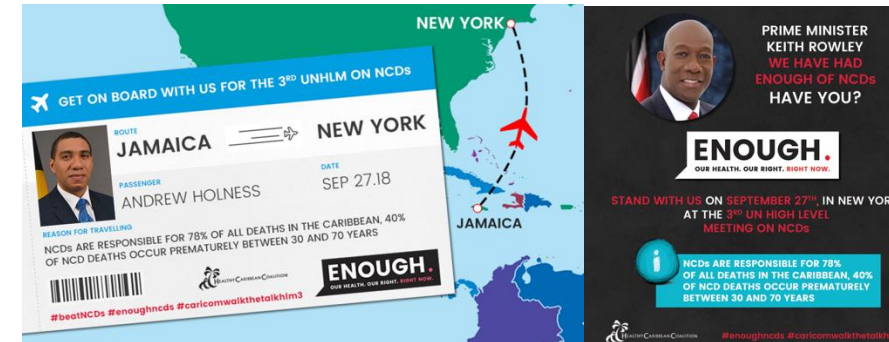 NEW YORK
JAMAICA
GET ON BOARD WITH US FOR THE 3RD UNHLM ON NCDs
ROUTE
JAMAICA NEW YORK
PASSENGER DATE
ANDREW HOLNESS SEP 27.18
REASON FOR TRAVELLING
NCDs ARE RESPONSIBLE FOR 78% OF ALL DEATHS IN THE CARIBBEAN, 40%
OF NCD DEATHS OCCUR PREMATURELY BETWEEN 30 AND 70 YEARS
HEALTHY CARIBBEAN COALITION
ENOUGH.
OUR HEALTH. OUR RIGHT. RIGHT NOW.
#beatNCDs #enoughncds #caricomwalkthetalkhlm3
PRIME MINISTER
KEITH ROWLEY
WE HAVE HAD
ENOUGH OF NCDs
HAVE YOU?
ENOUGH.
OUR HEALTH. OUR RIGHT. RIGHT NOW.
STAND WITH US ON SEPTEMBER 27TH, IN NEW YOR
AT THE 3RD UN HIGH LEVEL
MEETING ON NCDs
i
NCDs ARE RESPONSIBLE FOR 78%
OF ALL DEATHS IN THE CARIBBEAN, 40%
OF NCD DEATHS OCCUR PREMATURELY
BETWEEN 30 AND 70 YEARS
HEALTHY CARIBBEAN COALITION
#enoughncds #caricomwalkthetalkh